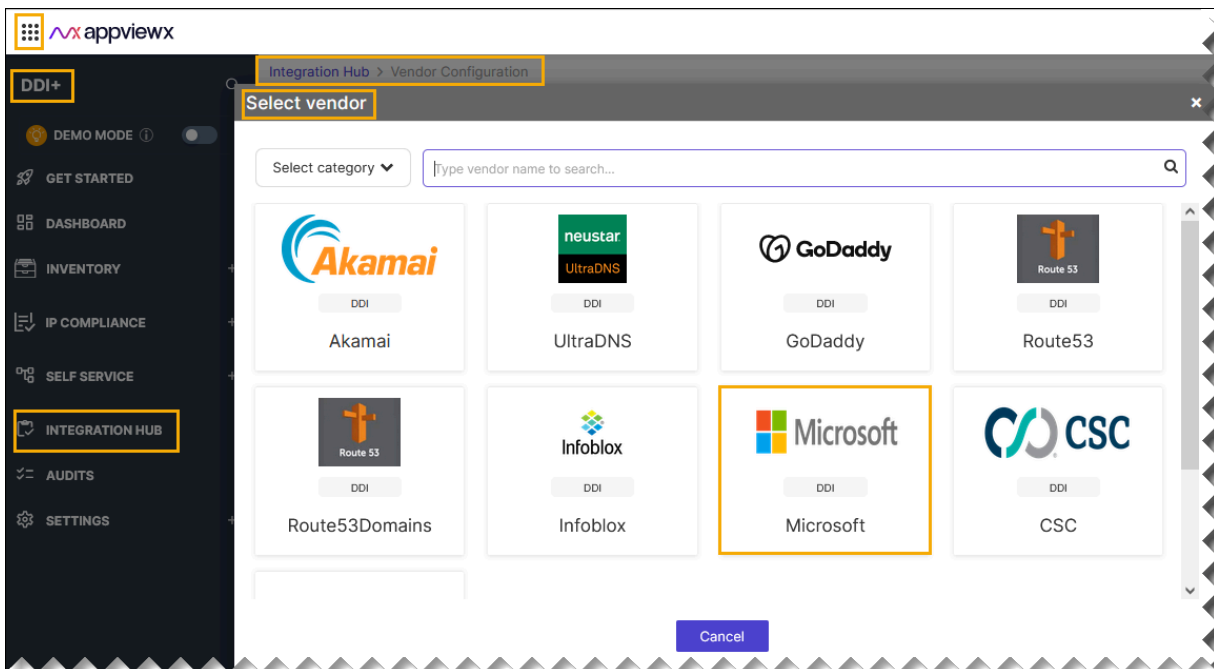 appviewx
DDI+
Integration Hub > Vendor Configuration
Select vendor
DEMO MODE
GET STARTED
DASHBOARD
INVENTORY
IP COMPLIANCE
SELF SERVICE
INTEGRATION HUB
AUDITS
SETTINGS
Select category
Type vendor name to search...
Akamai
DDI
Akamai
neustar
UltraDNS
DDI
UltraDNS
GoDaddy
DDI
GoDaddy
Route 53
DDI
Route53
Route 53
DDI
Route53Domains
Infoblox
DDI
Infoblox
Microsoft
DDI
Microsoft
CSC
DDI
CSC
Cancel